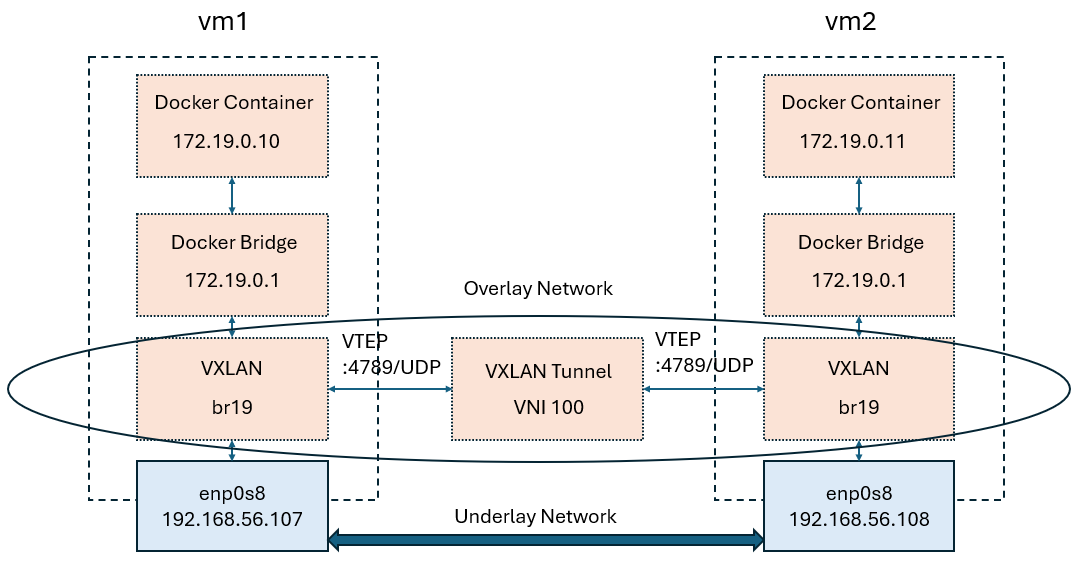 vm1
vm2
Docker Container
172.19.0.10
Docker Container
172.19.0.11
Docker Bridge
172.19.0.1
Docker Bridge
172.19.0.1
Overlay Network
VXLAN
br19
VTEP
:4789/UDP
VXLAN Tunnel
VNI 100
VTEP
:4789/UDP
VXLAN
br19
enp0s8
192.168.56.107
Underlay Network
enp0s8
192.168.56.108